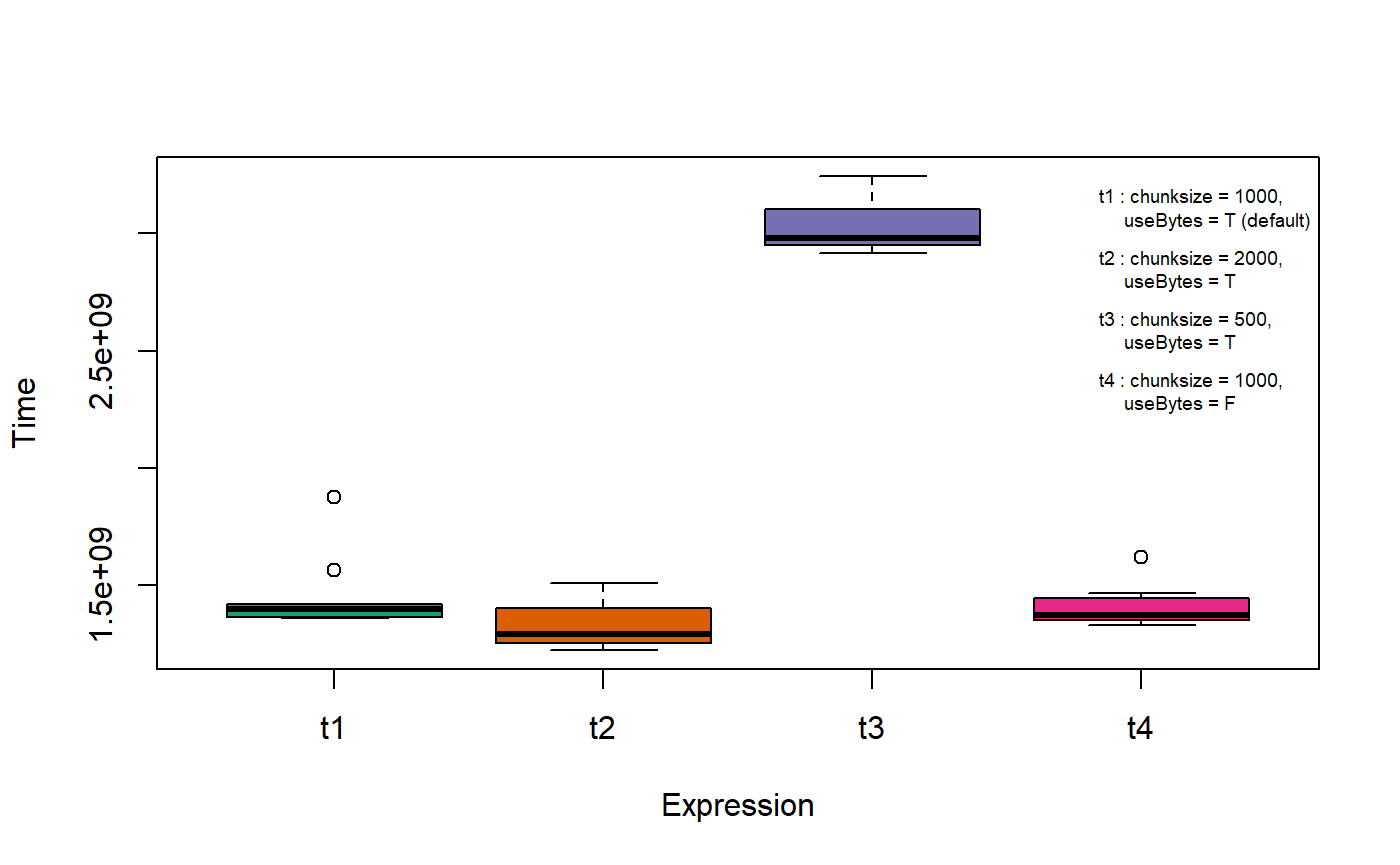 t1 : chunksize = 1000,
useBytes = T (default)
t2 : chunksize = 2000,
useBytes = T
t3 : chunksize = 500,
useBytes = T
t4 : chunksize = 1000,
useBytes = F
Time
2.5e+09
1.5e+09
t1
t2
t3
t4
Expression